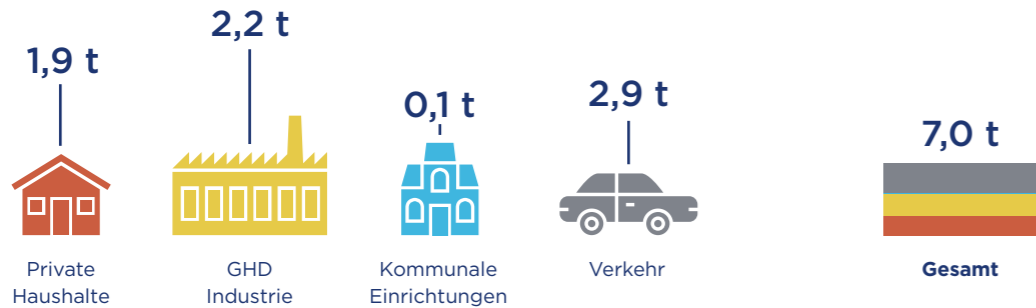 1,9 t
2,2 t
0,1 t
2,9 t
7,0 t
Private
Haushalte
GHD
Industrie
Kommunale
Einrichtungen
Verkehr
Gesamt